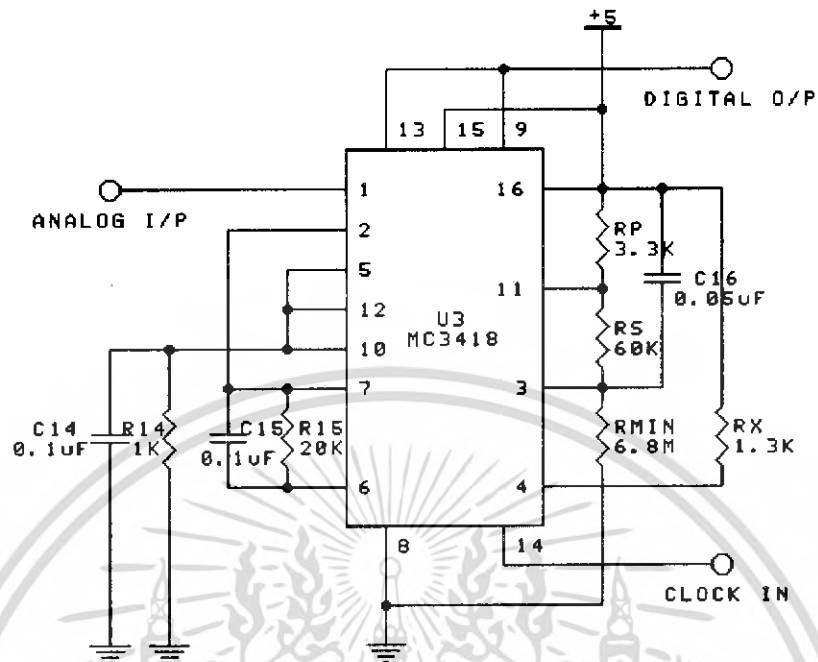 +5
DIGITAL O/P
13 15 9
ANALOG I/P
1
2
5
12
10
7
6
16
11
3
4
8
14
U3
MC3418
RP
3.3K
C16
0.05uF
RS
60K
RMIN
6.8M
RX
1.3K
C14
0.1uF
R14
1K
C15
0.1uF
R15
20K
CLOCK IN